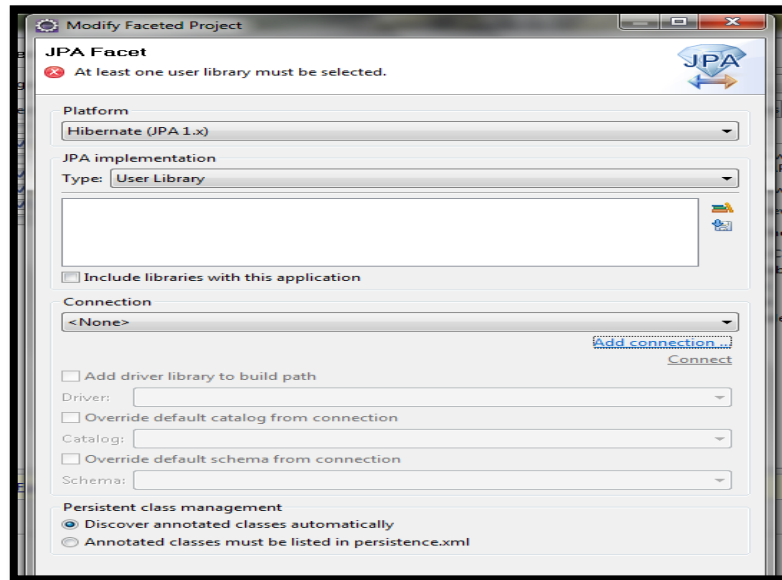 Modify Faceted Project
JPA Facet
At least one user library must be selected.
JPA
Platform
Hibernate (JPA 1.x)
JPA implementation
Type: User Library
Include libraries with this application
Connection
<None>
Add connection ...
Connect
Add driver library to build path
Driver:
Override default catalog from connection
Catalog:
Override default schema from connection
Schema:
Persistent class management
Discover annotated classes automatically
Annotated classes must be listed in persistence.xml